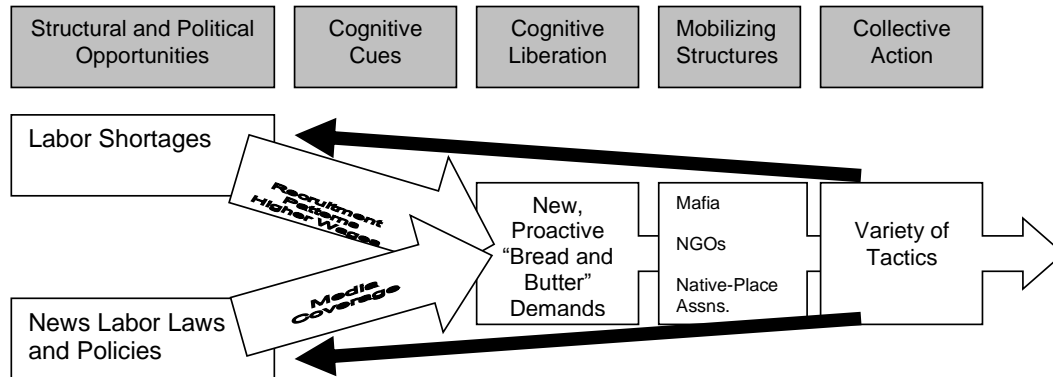 Structural and Political
Opportunities
Cognitive
Cues
Cognitive
Liberation
Mobilizing
Structures
Collective
Action
Labor Shortages
Recruitment
Patterns
Higher Wages
Media
Coverage
News Labor Laws
and Policies
New,
Proactive
“Bread and
Butter”
Demands
Mafia
NGOs
Native-Place
Assns.
Variety of
Tactics